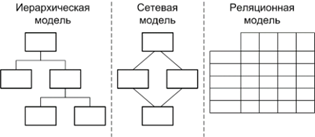 Иерархическая
модель
Сетевая
модель
Реляционная
модель